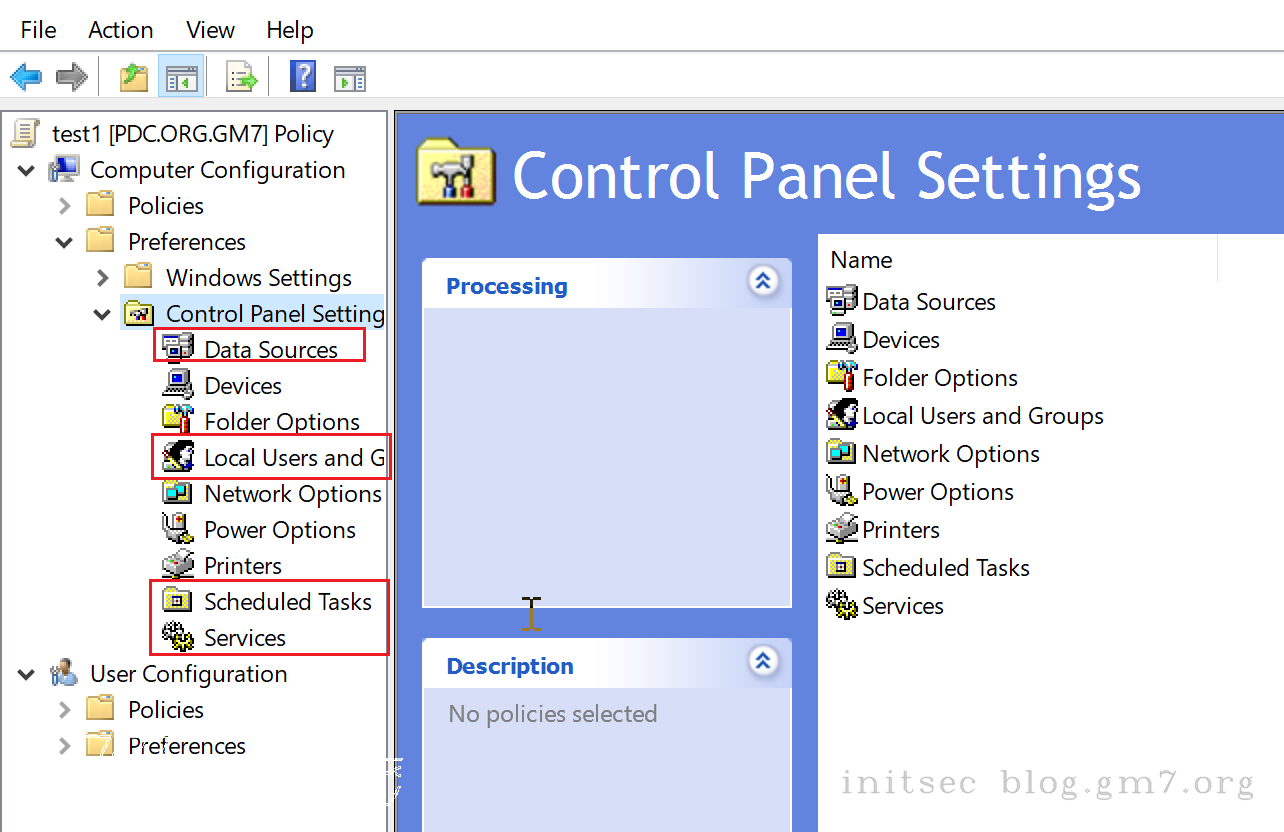 File Action View Help
test1 [PDC.ORG.GM7] Policy
Computer Configuration
Policies
Preferences
Windows Settings
Control Panel Setting
Data Sources
Devices
Folder Options
Local Users and G
Network Options
Power Options
Printers
Scheduled Tasks
Services
User Configuration
Policies
Preferences
Control Panel Settings
Processing
Description
No policies selected
Name
Data Sources
Devices
Folder Options
Local Users and Groups
Network Options
Power Options
Printers
Scheduled Tasks
Services
initsec blog.gm7.org